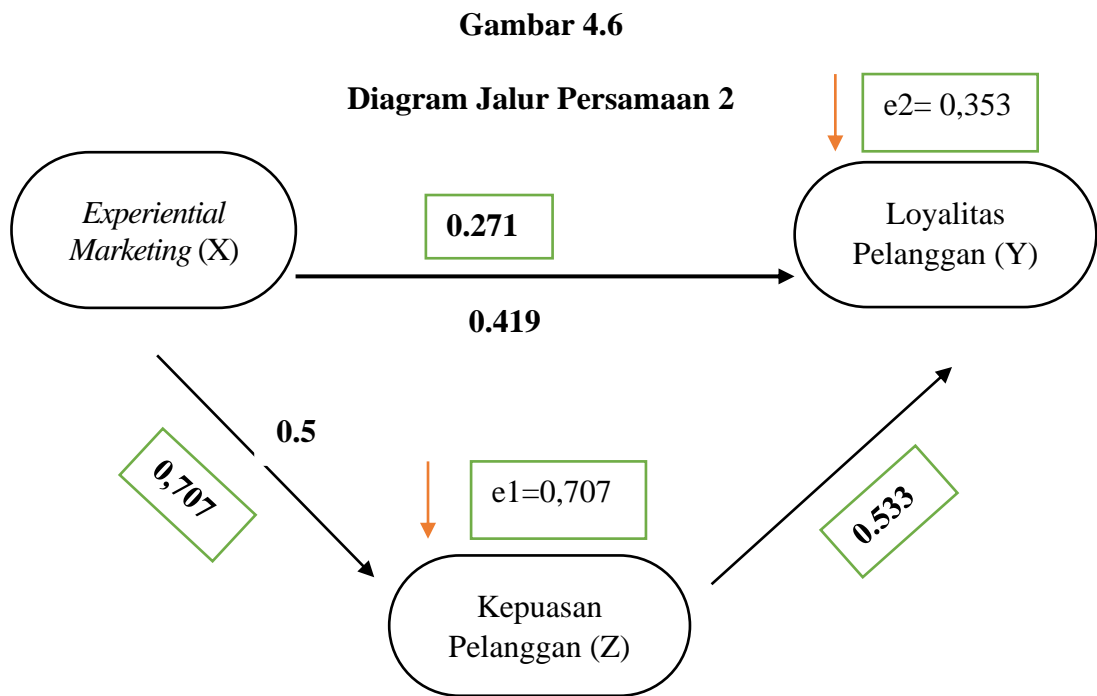 Gambar 4.6
Diagram Jalur Persamaan 2
e2= 0,353
Experiential
Marketing (X)
0.271
Loyalitas
Pelanggan (Y)
0.419
0.5
0,707
e1=0,707
0.533
Kepuasan
Pelanggan (Z)